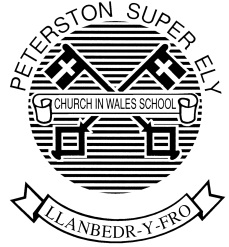 PETERSTON SUPER ELY
CHURCH IN WALES SCHOOL
LLANBEDR-Y-FRO